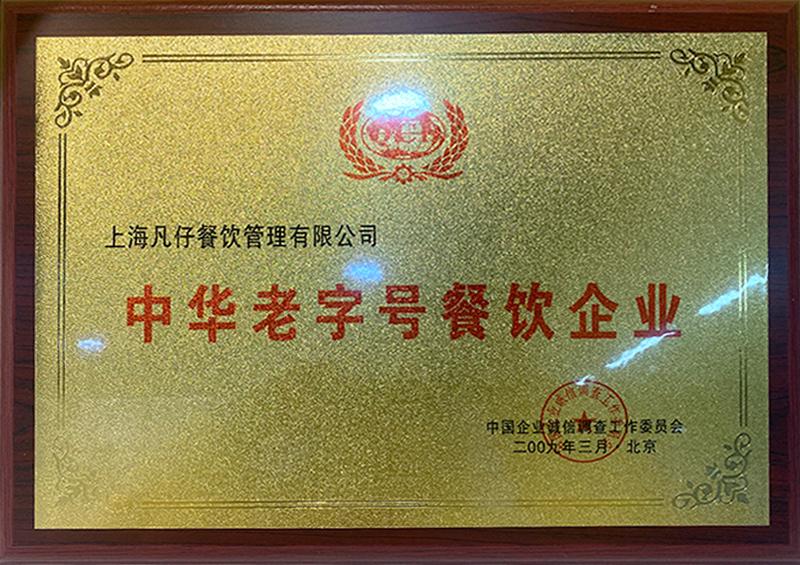 上海凡仔餐饮管理有限公司
中华老字号餐饮企业
中国企业诚信调查工作委员会
二00九年三月·北京